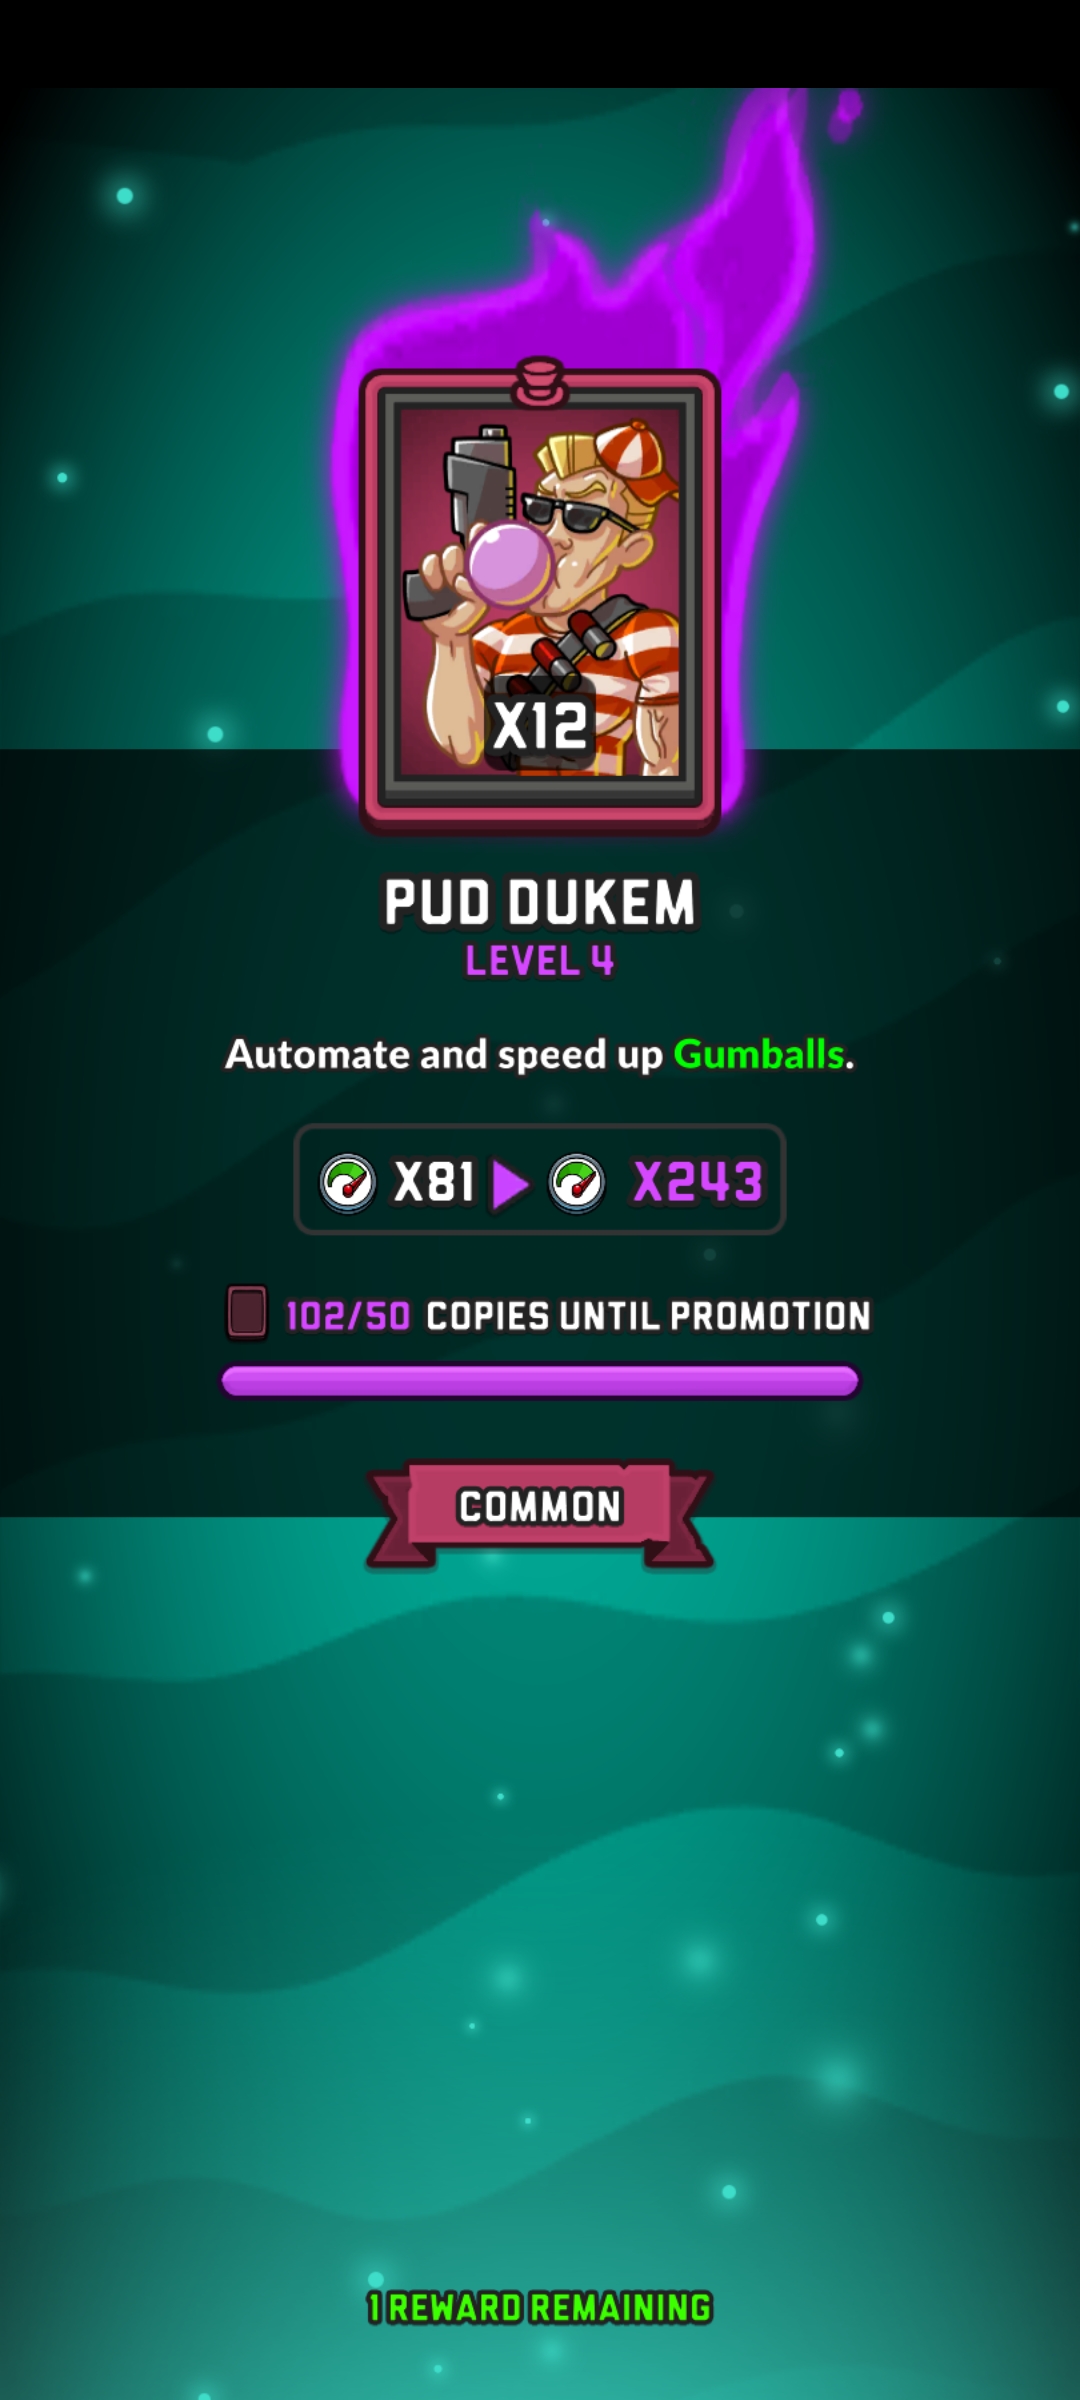 X12
PUD DUKEM
LEVEL 4
Automate and speed up Gumballs.
X81 X243
102/50 COPIES UNTIL PROMOTION
COMMON
1 REWARD REMAINING